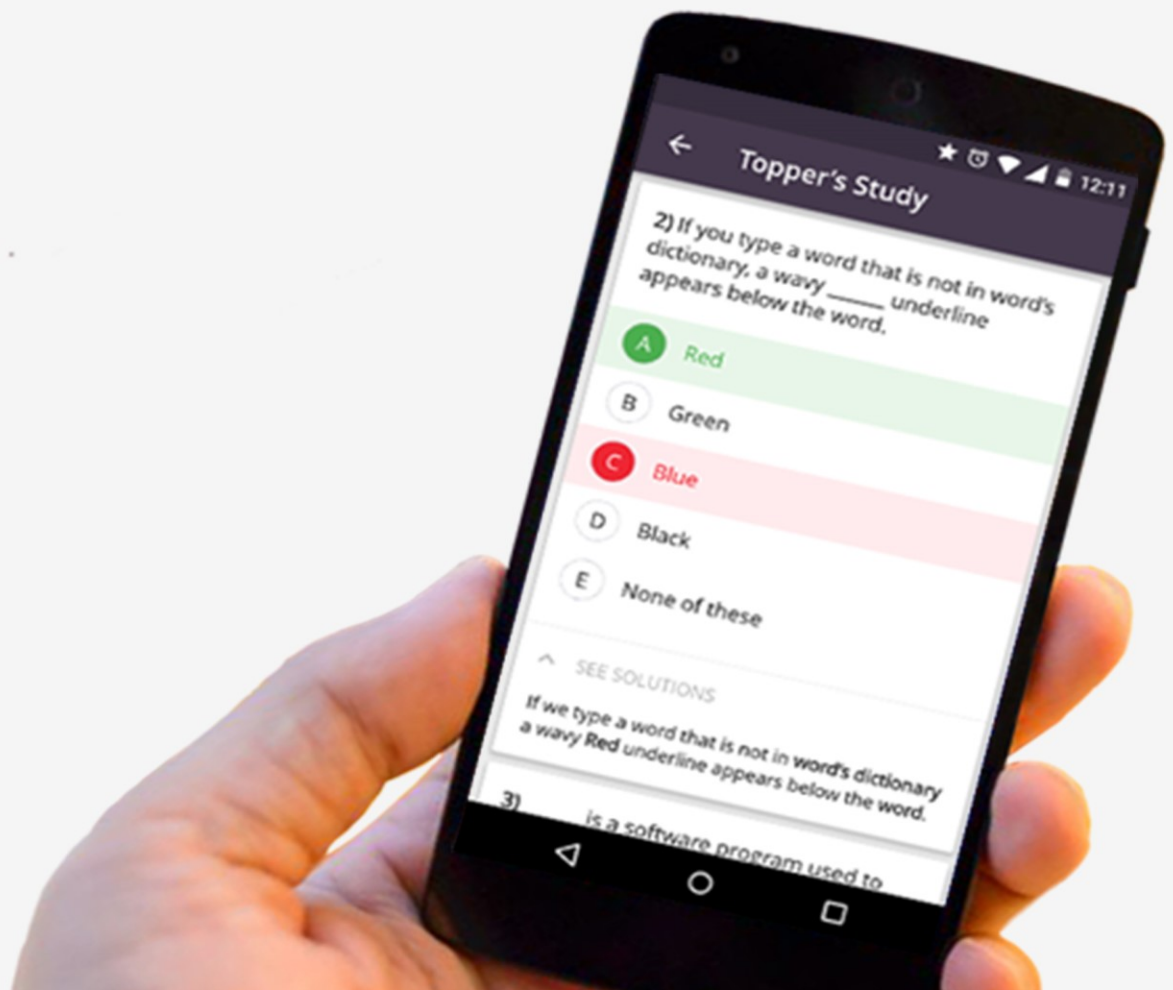 12:11
Topper's Study
2) If you type a word that is not in word's
dictionary, a wavy ______ underline
appears below the word.
A Red
B Green
C Blue
D Black
E None of these
SEE SOLUTIONS
If we type a word that is not in word's dictionary
a wavy Red underline appears below the word.
3) ______ is a software program used to